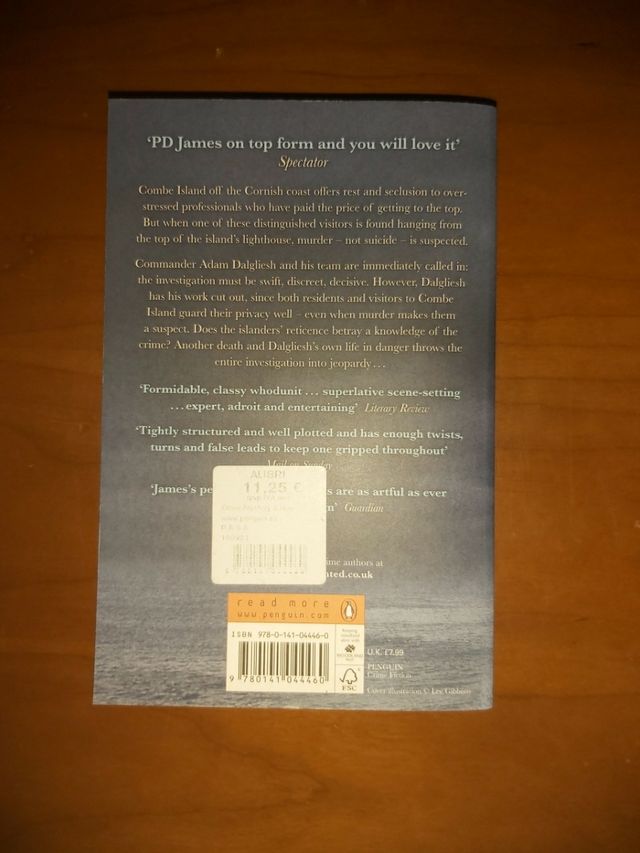 ‘PD James on top form and you will love it’
Spectator
Combe Island off the Cornish coast offers rest and seclusion to over-
stressed professionals who have paid the price of getting to the top.
But when one of these distinguished visitors is found hanging from
the top of the island’s lighthouse, murder – not suicide – is suspected.
Commander Adam Dalgliesh and his team are immediately called in:
the investigation must be swift, discreet, decisive. However, Dalgliesh
has his work cut out, since both residents and visitors to Combe
Island guard their privacy well – even when murder makes them
a suspect. Does the islanders’ reticence betray a knowledge of the
crime? Another death and Dalgliesh’s own life in danger throws the
entire investigation into jeopardy . . .
‘Formidable, classy whodunit . . . superlative scene-setting
. . . expert, adroit and entertaining’ Literary Review
‘Tightly structured and well plotted and has enough twists,
turns and false leads to keep one gripped throughout’
Mail on Sunday
‘James’s are as artful as ever
Guardian
ALIBRI
11,25 €
authors at
read more
www.penguin.com
ISBN 978-0-141-04446-0
9 780141 044460
FSC
U.K. £7.99
PENGUIN
Crime Fiction
Cover illustration © Lee Gibbons